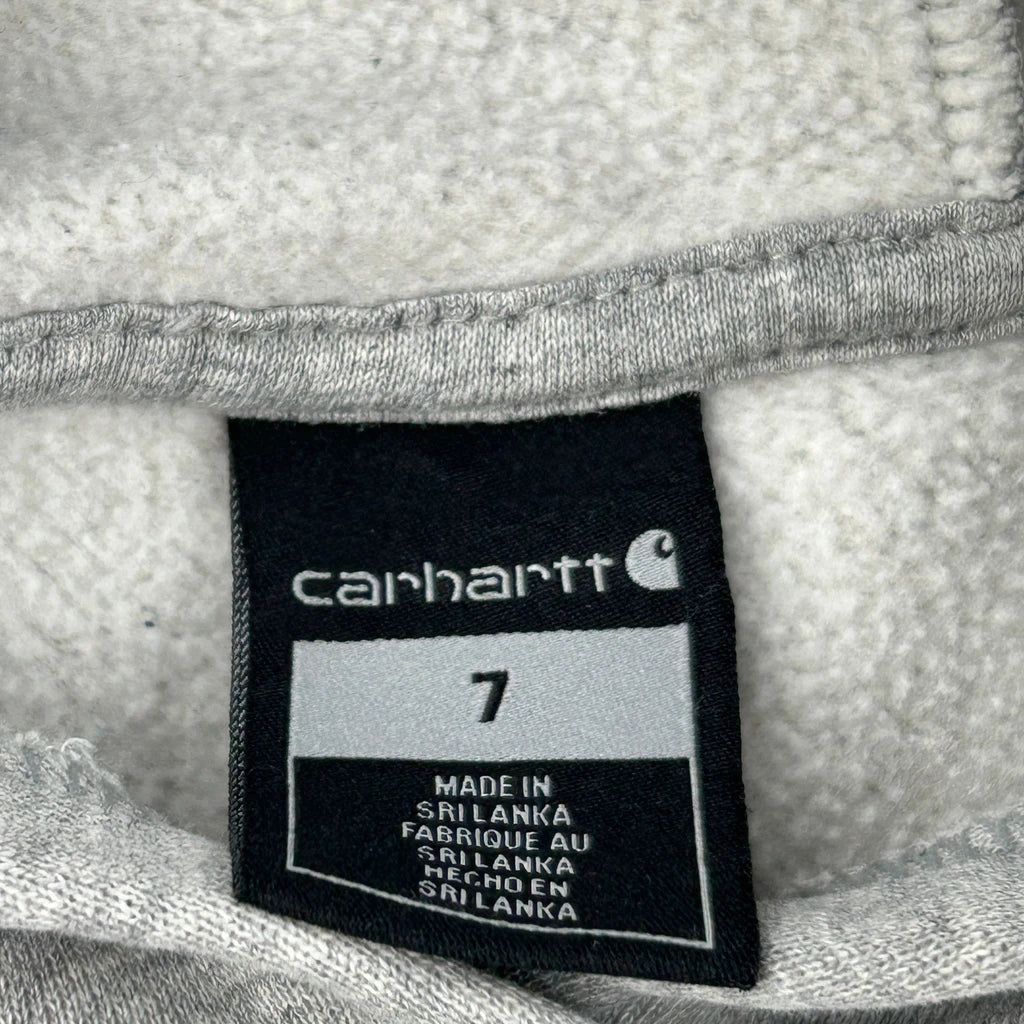 carhartt
7
MADE IN
SRI LANKA
FABRIQUE AU
SRI LANKA
HECHO EN
SRI LANKA